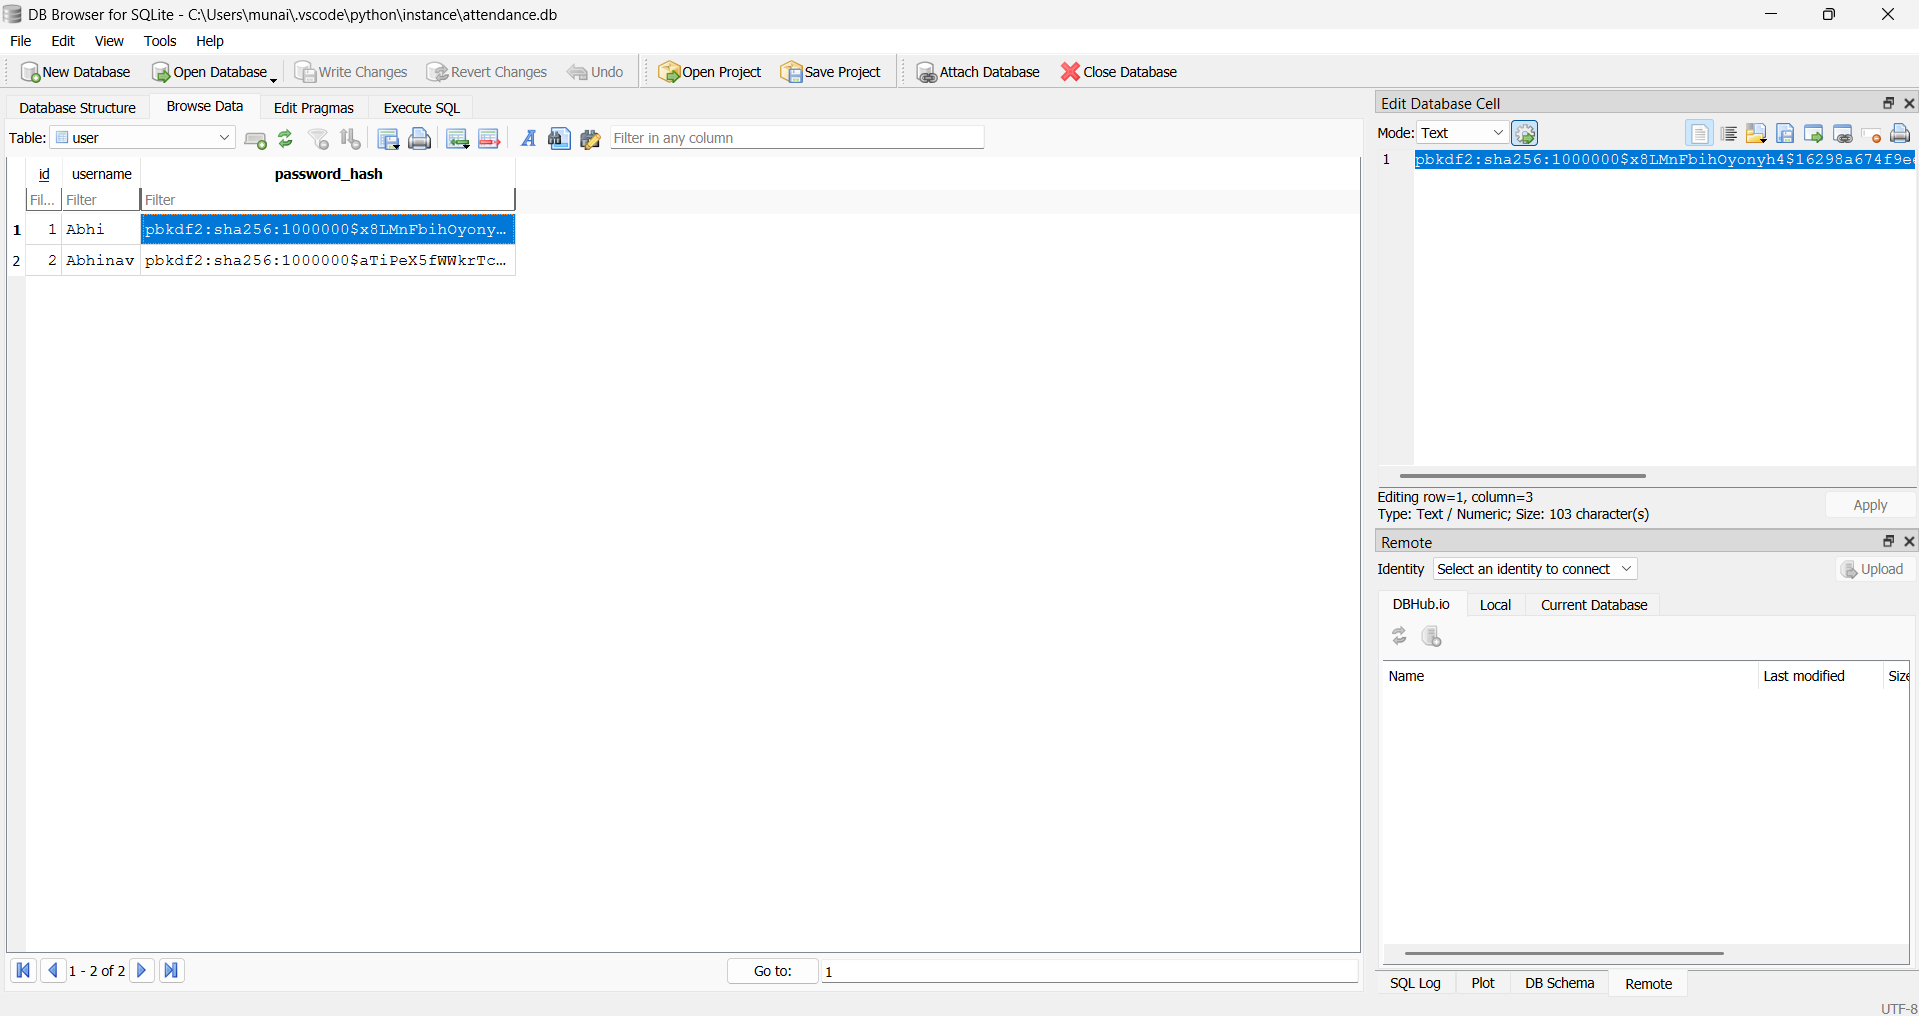 DB Browser for SQLite - C:\Users\munai\.vscode\python\instance\attendance.db
File Edit View Tools Help
New Database Open Database Write Changes Revert Changes Undo Open Project Save Project Attach Database Close Database
Database Structure Browse Data Edit Pragmas Execute SQL
Table: user Filter in any column
id username password_hash
Fil... Filter Filter
1 1 Abhi pbkdf2:sha256:1000000$x8LMnFbihOyony...
2 2 Abhinav pbkdf2:sha256:1000000$aTiPeX5fWWkrTc...
1 - 2 of 2 Go to: 1
Edit Database Cell
Mode: Text
1 pbkdf2:sha256:1000000$x8LMnFbihOyonyh4$16298a674f9e
Editing row=1, column=3
Type: Text / Numeric; Size: 103 character(s)
Apply
Remote
Identity Select an identity to connect Upload
DBHub.io Local Current Database
Name Last modified Size
SQL Log Plot DB Schema Remote
UTF-8